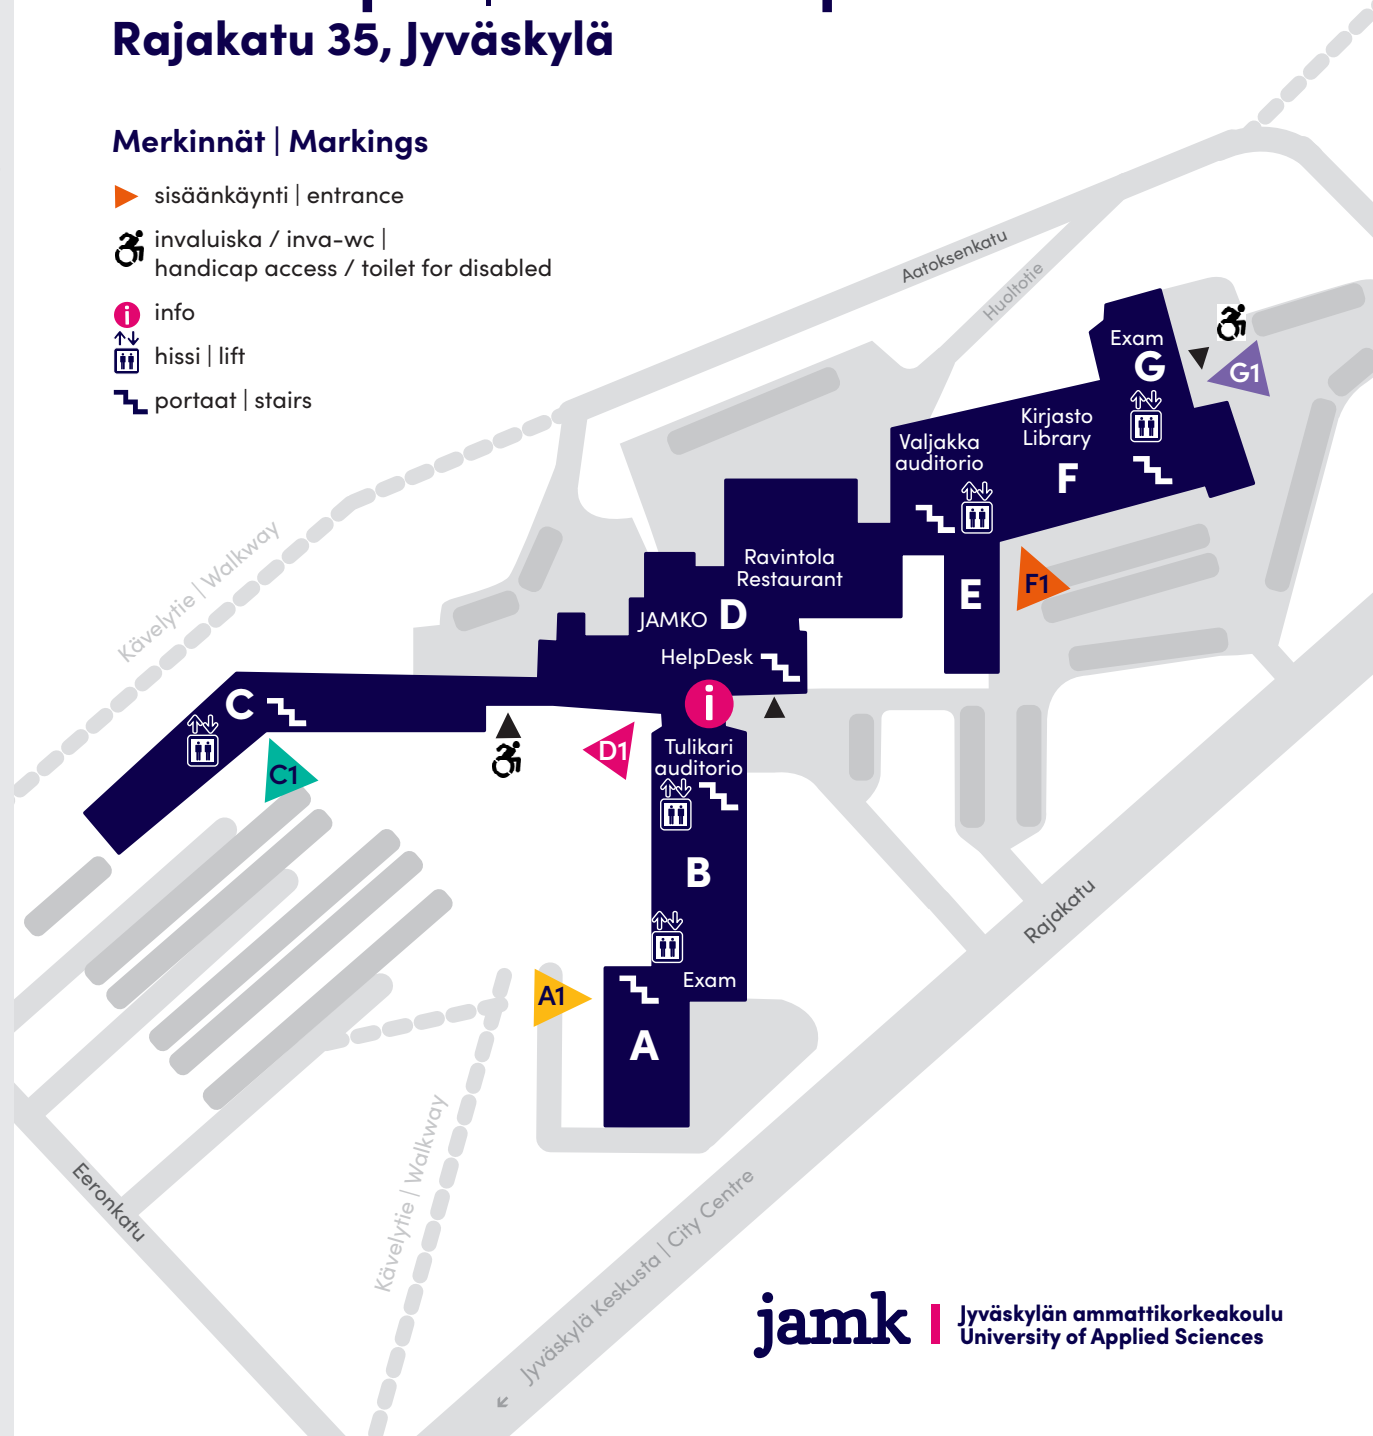 Rajakatu 35, Jyväskylä
Merkinnät | Markings
sisäänkäynti | entrance
invaluiska / inva-wc |
handicap access / toilet for disabled
i info
hissi | lift
portaat | stairs
Aatoksenkatu
Huoltotie
Exam
G
G1
Kirjasto
Library
F
Valjakka
auditorio
Kävelytie | Walkway
Ravintola
Restaurant
E
F1
JAMKO D
HelpDesk
i
C
C1
D1
Tulikari
auditorio
B
Rajakatu
Exam
A1
A
Kävelytie | Walkway
Eeronkatu
Jyväskylä Keskusta | City Centre
jamk
Jyväskylän ammattikorkeakoulu
University of Applied Sciences